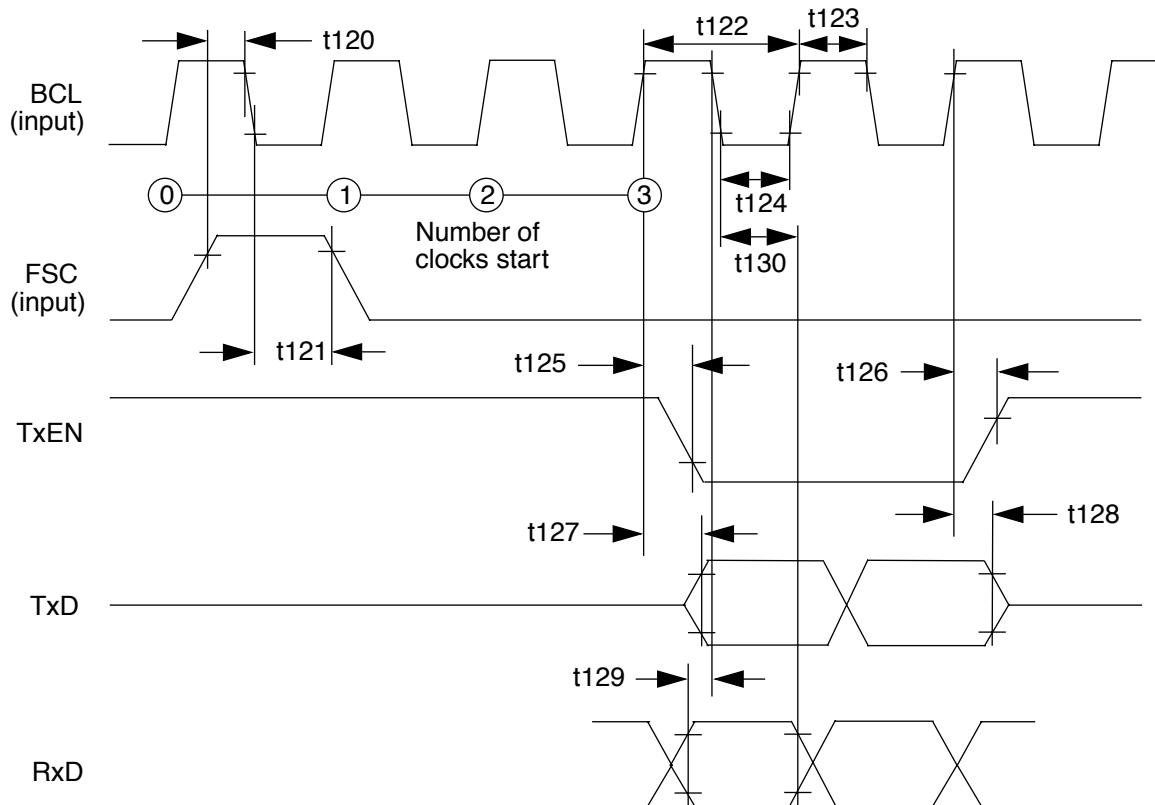 t120
t122
t123
BCL
(input)
0
1
2
3
t124
Number of
clocks start
t130
FSC
(input)
t121
t125
t126
TxEN
t127
t128
TxD
t129
RxD